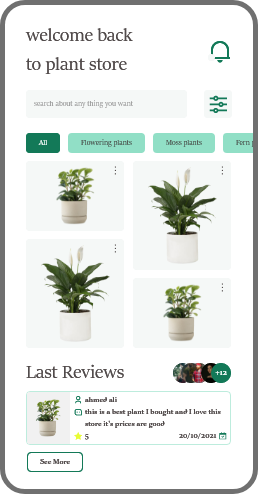 welcome back
to plant store
search about any thing you want
All
Flowering plants
Moss plants
Fern p
Last Reviews
+12
ahmed ali
this is a best plant I bought and I love this
store it's prices are good
5
20/10/2021
See More